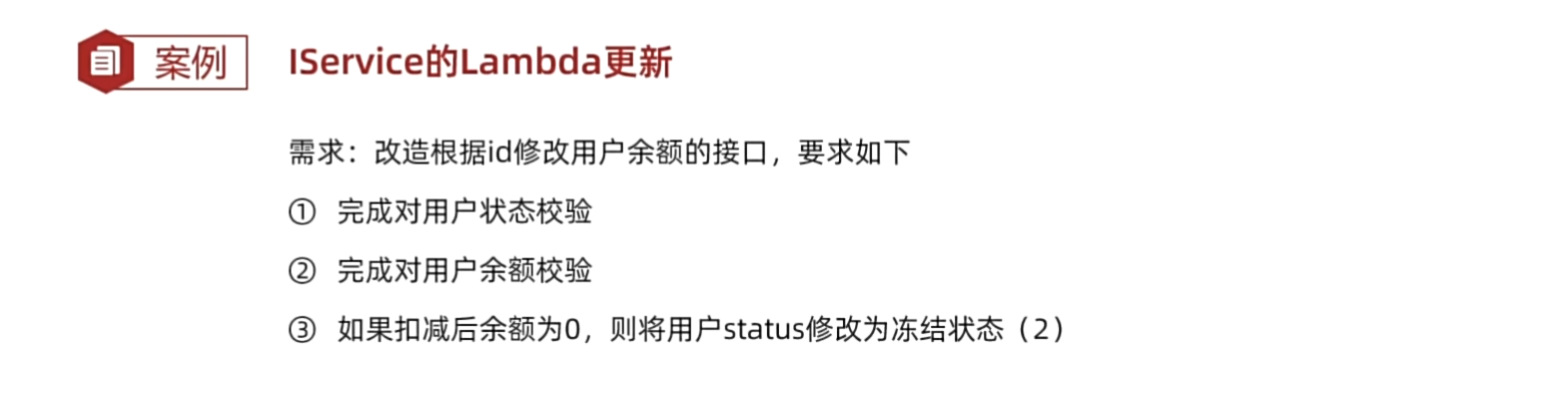 案例 IService的Lambda更新
需求：改造根据id修改用户余额的接口，要求如下
① 完成对用户状态校验
② 完成对用户余额校验
③ 如果扣减后余额为0，则将用户status修改为冻结状态（2）